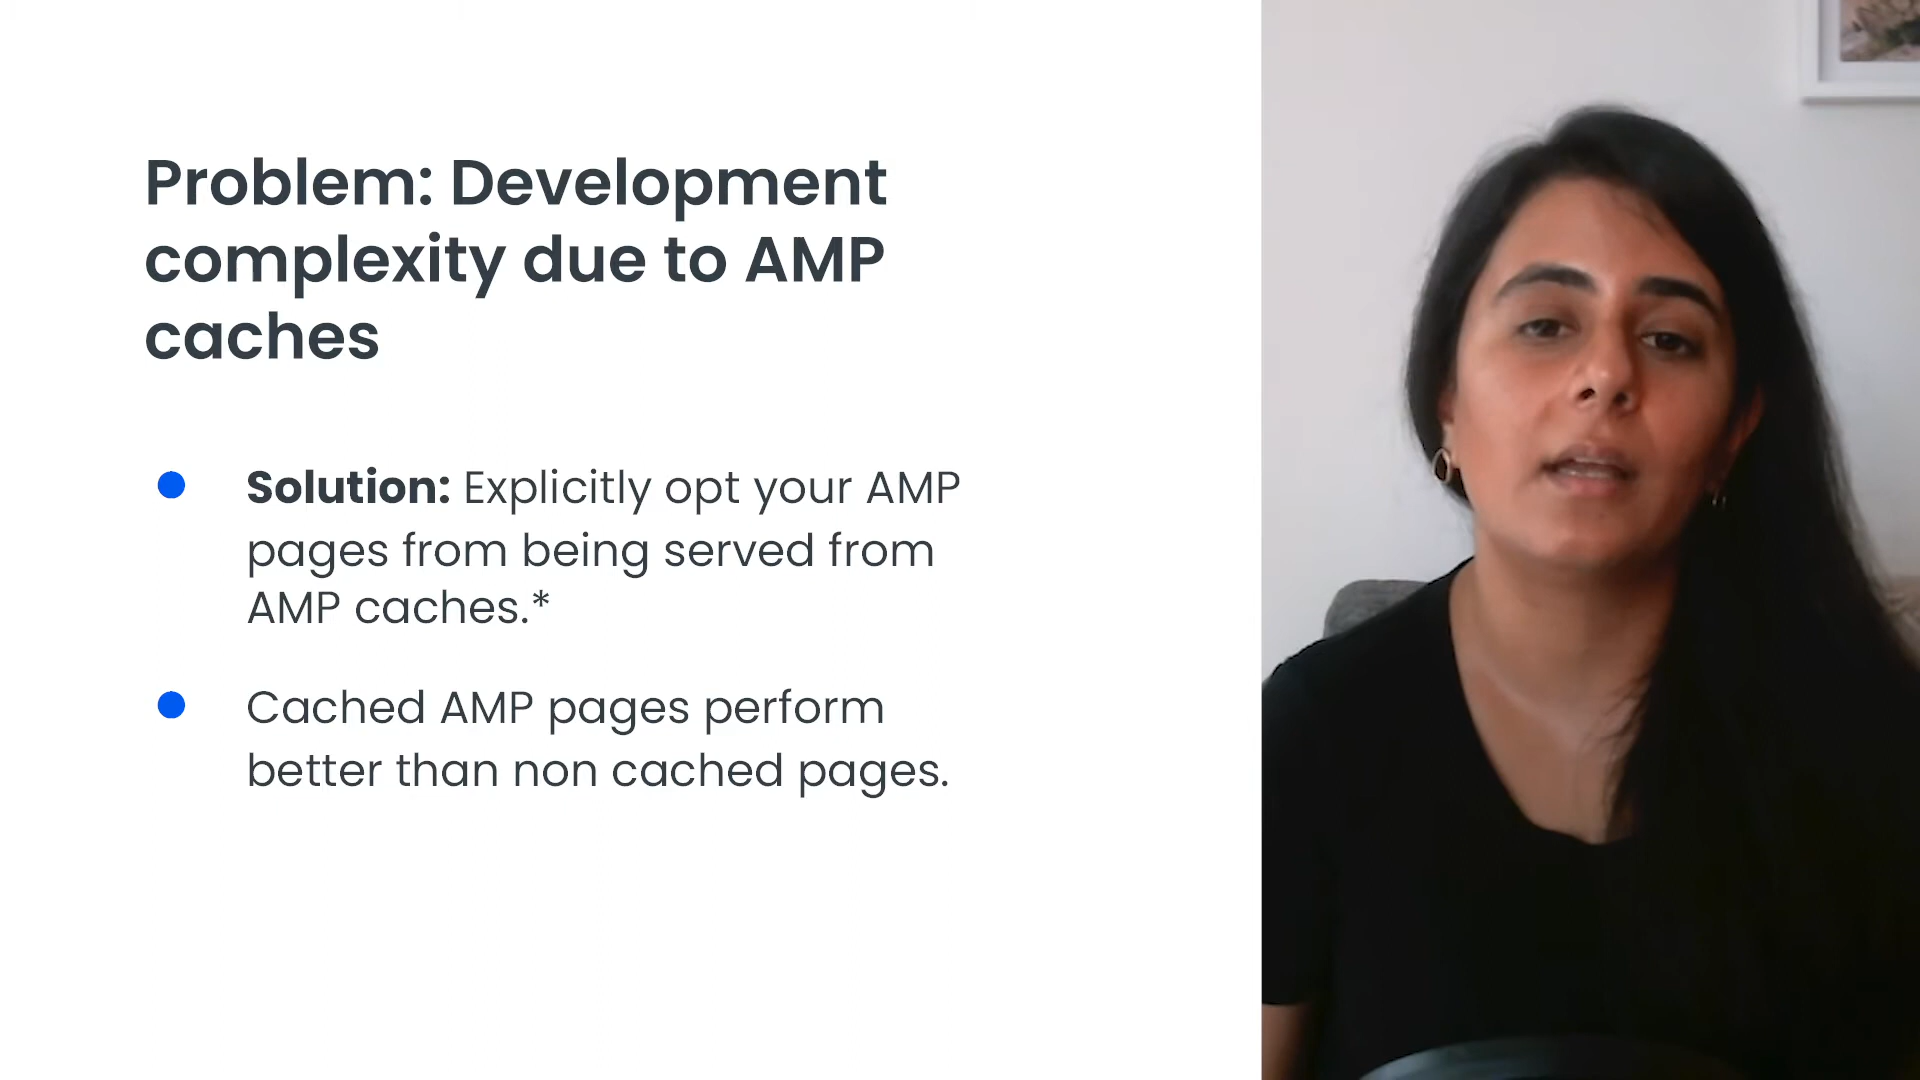 Problem: Development
complexity due to AMP
caches
Solution: Explicitly opt your AMP
pages from being served from
AMP caches.*
Cached AMP pages perform
better than non cached pages.